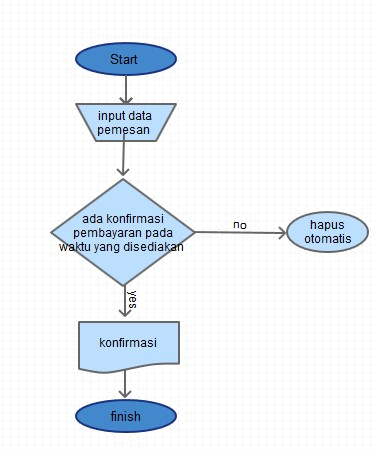 Start
input data
pemesan
ada konfirmasi
pembayaran pada
waktu yang disediakan
no
hapus
otomatis
yes
konfirmasi
finish